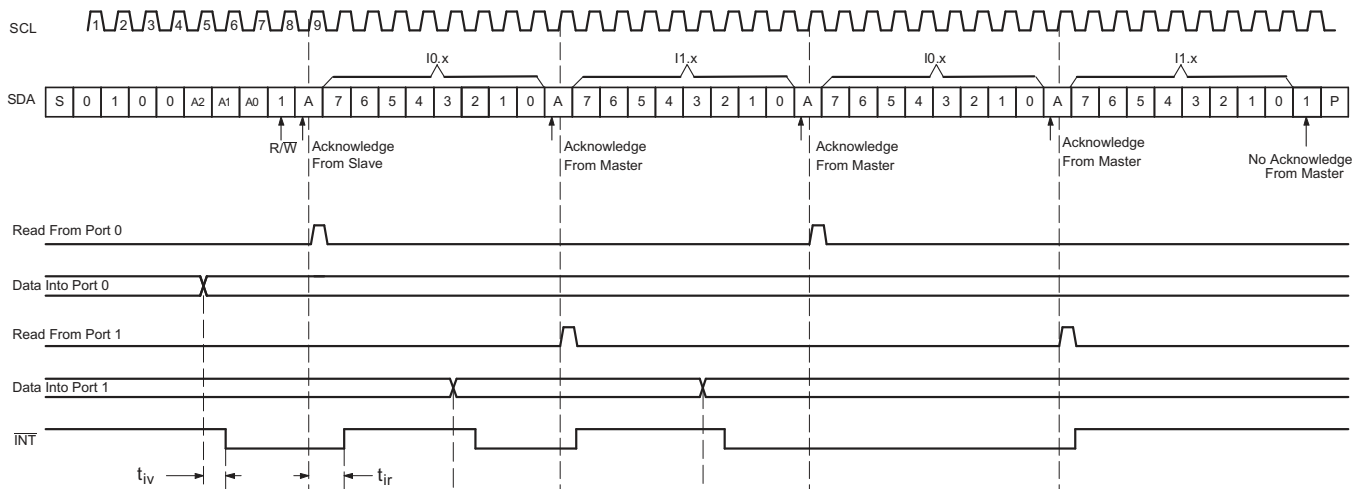 SCL 1 2 3 4 5 6 7 8 9
I0.x I1.x I0.x I1.x
SDA S 0 1 0 0 A2 A1 A0 1 A 7 6 5 4 3 2 1 0 A 7 6 5 4 3 2 1 0 A 7 6 5 4 3 2 1 0 A 7 6 5 4 3 2 1 0 1 P
R/W
Acknowledge
From Slave
Acknowledge
From Master
Acknowledge
From Master
Acknowledge
From Master
No Acknowledge
From Master
Read From Port 0
Data Into Port 0
Read From Port 1
Data Into Port 1
INT
tiv tir